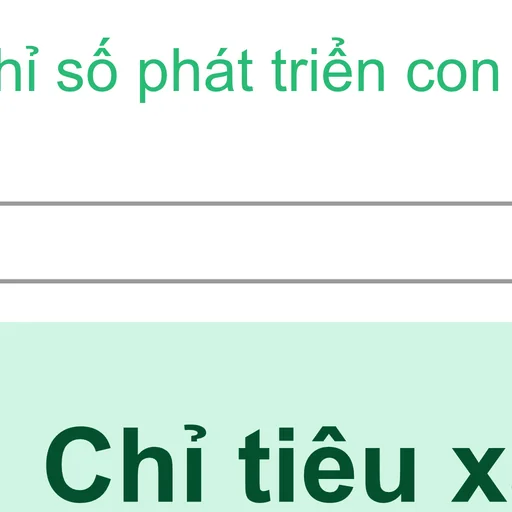 hỉ số phát triển con
Chỉ tiêu x